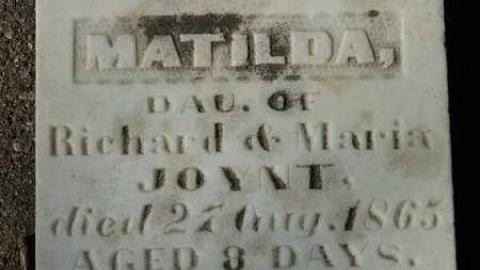 MATILDA,
DAU. OF
Richard & Maria
JOYNT,
died 27 Aug. 1865
AGED 8 DAYS.